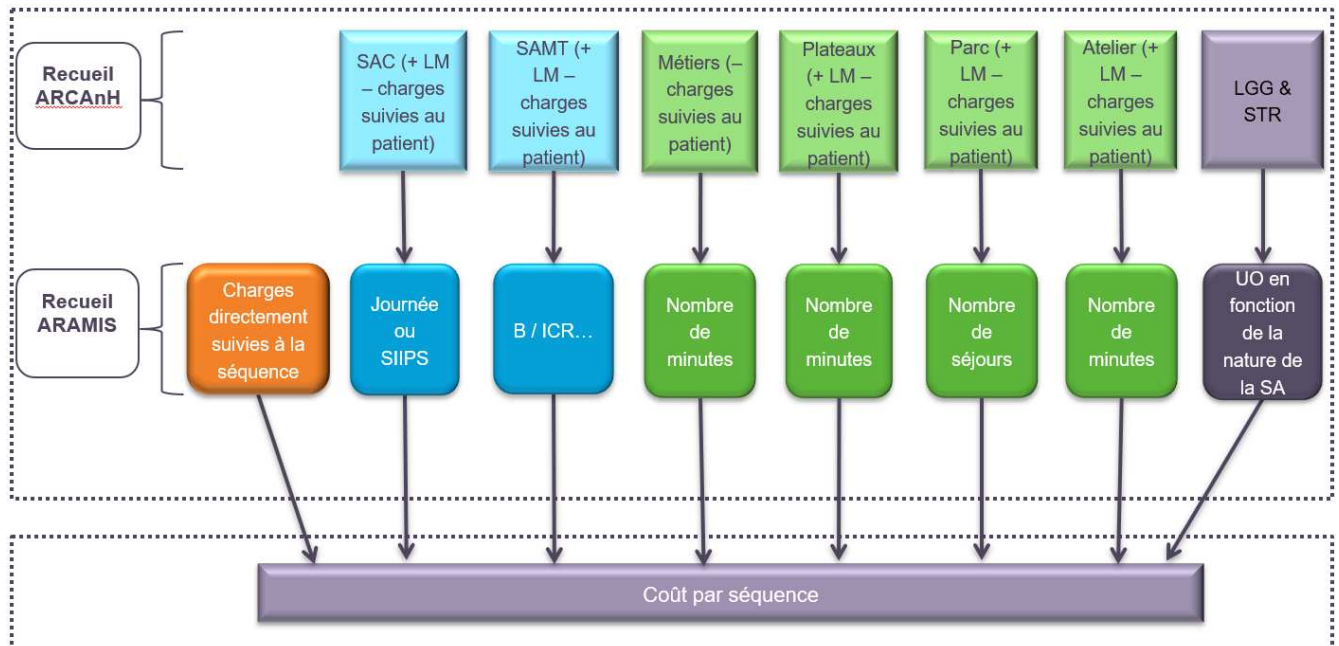 Recueil
ARCAnH
SAC (+ LM
– charges
suivies au
patient)
SAMT (+
LM –
charges
suivies au
patient)
Métiers (–
charges
suivies au
patient)
Plateaux
(+ LM –
charges
suivies au
patient)
Parc (+
LM –
charges
suivies au
patient)
Atelier (+
LM –
charges
suivies au
patient)
LGG &
STR
Recueil
ARAMIS
Charges
directement
suivies à la
séquence
Journée
ou
SIIPS
B / ICR…
Nombre
de
minutes
Nombre
de
minutes
Nombre
de
séjours
Nombre
de
minutes
UO en
fonction
de la
nature de
la SA
Coût par séquence